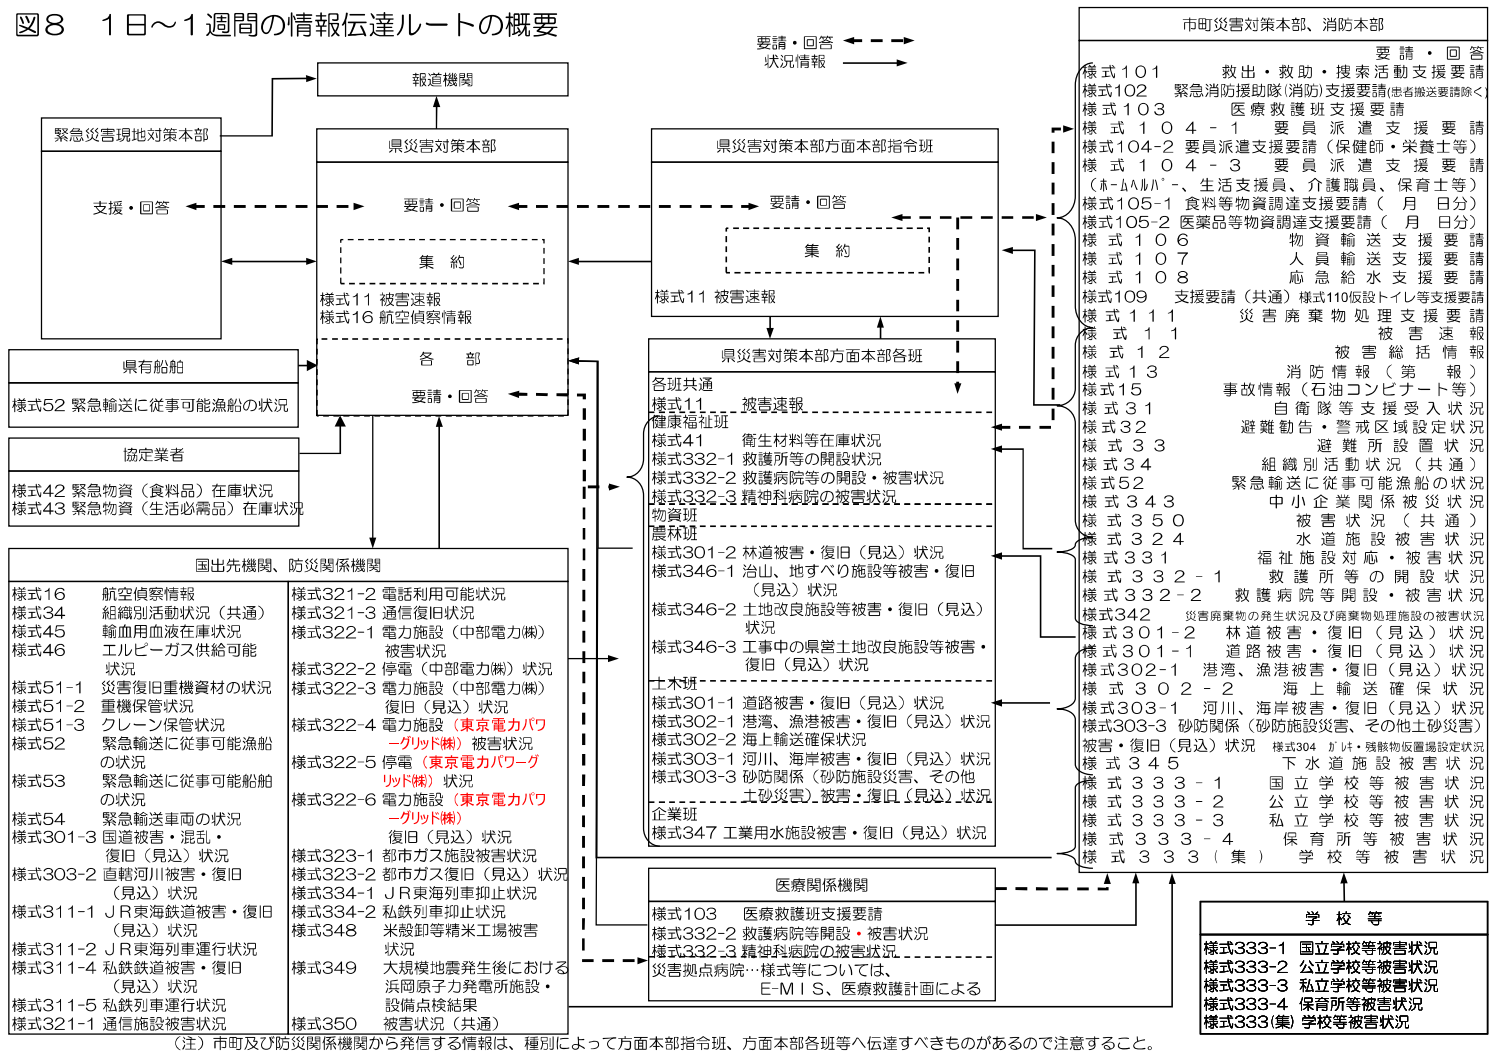 図８　１日～１週間の情報伝達ルートの概要
要請・回答
状況情報
報道機関
緊急災害現地対策本部
支援・回答
県災害対策本部
要請・回答
集　約
様式11 被害速報
様式16 航空偵察情報
各　部
要請・回答
県災害対策本部方面本部指令班
要請・回答
集　約
様式11 被害速報
県有船舶
様式52 緊急輸送に従事可能漁船の状況
協定業者
様式42 緊急物資（食料品）在庫状況
様式43 緊急物資（生活必需品）在庫状況
国出先機関、防災関係機関
様式16　航空偵察情報
様式34　組織別活動状況（共通）
様式45　輸血用血液在庫状況
様式46　エルピーガス供給可能
状況
様式51-1　災害復旧重機資材の状況
様式51-2　重機保管状況
様式51-3　クレーン保管状況
様式52　緊急輸送に従事可能漁船
の状況
様式53　緊急輸送に従事可能船舶
の状況
様式54　緊急輸送車両の状況
様式301-3 国道被害・混乱・
復旧（見込）状況
様式303-2 直轄河川被害・復旧
（見込）状況
様式311-1 ＪＲ東海鉄道被害・復旧
（見込）状況
様式311-2 ＪＲ東海列車運行状況
様式311-4 私鉄鉄道被害・復旧
（見込）状況
様式311-5 私鉄列車運行状況
様式321-1 通信施設被害状況
様式321-2 電話利用可能状況
様式321-3 通信復旧状況
様式322-1 電力施設（中部電力㈱）
被害状況
様式322-2 停電（中部電力㈱）状況
様式322-3 電力施設（中部電力㈱）
復旧（見込）状況
様式322-4 電力施設（東京電力パワ
ーグリッド㈱）被害状況
様式322-5 停電（東京電力パワーグ
リッド㈱）状況
様式322-6 電力施設（東京電力パワ
ーグリッド㈱）
復旧（見込）状況
様式323-1 都市ガス施設被害状況
様式323-2 都市ガス復旧（見込）状況
様式334-1 ＪＲ東海列車抑止状況
様式334-2 私鉄列車抑止状況
様式348　米殻卸等精米工場被害
状況
様式349　大規模地震発生後における
浜岡原子力発電所施設・
設備点検結果
様式350　被害状況（共通）
県災害対策本部方面本部各班
各班共通
様式11　被害速報
健康福祉班
様式41　衛生材料等在庫状況
様式332-1 救護所等の開設状況
様式332-2 救護病院等の開設・被害状況
様式332-3 精神科病院の被害状況
物資班
農林班
様式301-2 林道被害・復旧（見込）状況
様式346-1 治山、地すべり施設等被害・復旧
（見込）状況
様式346-2 土地改良施設等被害・復旧（見込）
状況
様式346-3 工事中の県営土地改良施設等被害・
復旧（見込）状況
土木班
様式301-1 道路被害・復旧（見込）状況
様式302-1 港湾、漁港被害・復旧（見込）状況
様式302-2 海上輸送確保状況
様式303-1 河川、海岸被害・復旧（見込）状況
様式303-3 砂防関係（砂防施設災害、その他
土砂災害）被害・復旧（見込）状況
企業班
様式347 工業用水施設被害・復旧（見込）状況
医療関係機関
様式103　医療救護班支援要請
様式332-2 救護病院等開設・被害状況
様式332-3 精神科病院の被害状況
災害拠点病院…様式等については、
E-ＭＩＳ、医療救護計画による
市町災害対策本部、消防本部
要請・回答
様式101　救出・救助・捜索活動支援要請
様式102　緊急消防援助隊(消防)支援要請(患者搬送要請除く)
様式103　医療救護班支援要請
様式104-1　要員派遣支援要請
様式104-2 要員派遣支援要請（保健師・栄養士等）
様式104-3　要員派遣支援要請
（ﾎｰﾑﾍﾙﾊﾟｰ、生活支援員、介護職員、保育士等）
様式105-1 食料等物資調達支援要請（　月　日分）
様式105-2 医薬品等物資調達支援要請（　月　日分）
様式106　物資輸送支援要請
様式107　人員輸送支援要請
様式108　応急給水支援要請
様式109　支援要請（共通）様式110仮設トイレ等支援要請
様式111　災害廃棄物処理支援要請
様式11　被害速報
様式12　被害総括情報
様式13　消防情報（第　報）
様式15　事故情報（石油コンビナート等）
様式31　自衛隊等支援受入状況
様式32　避難勧告・警戒区域設定状況
様式33　避難所設置状況
様式34　組織別活動状況（共通）
様式52　緊急輸送に従事可能漁船の状況
様式343　中小企業関係被災状況
様式350　被害状況（共通）
様式324　水道施設被害状況
様式331　福祉施設対応・被害状況
様式332-1　救護所等の開設状況
様式332-2　救護病院等開設・被害状況
様式342　災害廃棄物の発生状況及び廃棄物処理施設の被害状況
様式301-2　林道被害・復旧（見込）状況
様式301-1　道路被害・復旧（見込）状況
様式302-1　港湾、漁港被害・復旧（見込）状況
様式302-2　海上輸送確保状況
様式303-1　河川、海岸被害・復旧（見込）状況
様式303-3 砂防関係（砂防施設災害、その他土砂災害）
被害・復旧（見込）状況　様式304　ｶﾞﾚｷ・残骸物仮置場設定状況
様式345　下水道施設被害状況
様式333-1　国立学校等被害状況
様式333-2　公立学校等被害状況
様式333-3　私立学校等被害状況
様式333-4　保育所等被害状況
様式333(集)　学校等被害状況
学　校　等
様式333-1　国立学校等被害状況
様式333-2　公立学校等被害状況
様式333-3　私立学校等被害状況
様式333-4　保育所等被害状況
様式333(集)　学校等被害状況
（注）市町及び防災関係機関から発信する情報は、種別によって方面本部指令班、方面本部各班等へ伝達すべきものがあるので注意すること。